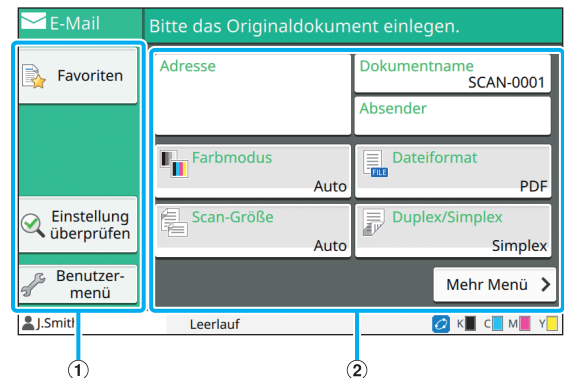 E-Mail
Bitte das Originaldokument einlegen.
Favoriten
Einstellung
überprüfen
Benutzer-
menü
Adresse
Dokumentname
SCAN-0001
Absender
Farbmodus
Auto
Dateiformat
FILE
PDF
Scan-Größe
Auto
Duplex/Simplex
Simplex
Mehr Menü
J.Smith
Leerlauf
K C M Y
1
2